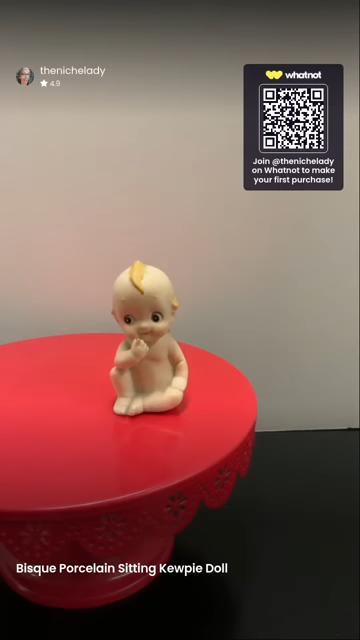 thenichelady
4.9
whatnot
Join @thenichelady
on Whatnot to make
your first purchase!
Bisque Porcelain Sitting Kewpie Doll